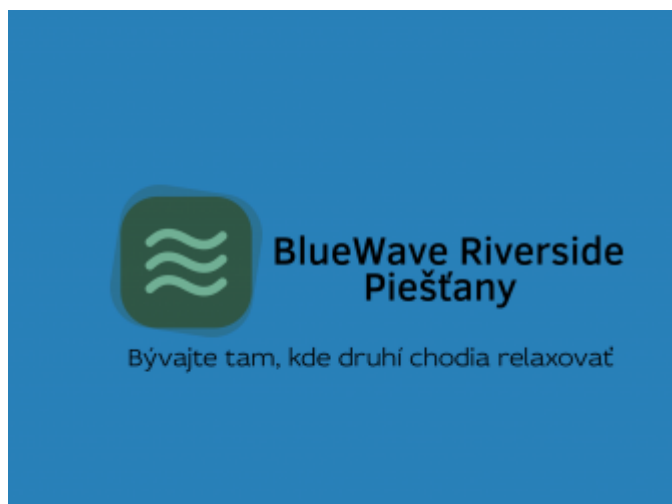 BlueWave Riverside
Piešťany
Bývajte tam, kde druhí chodia relaxovať